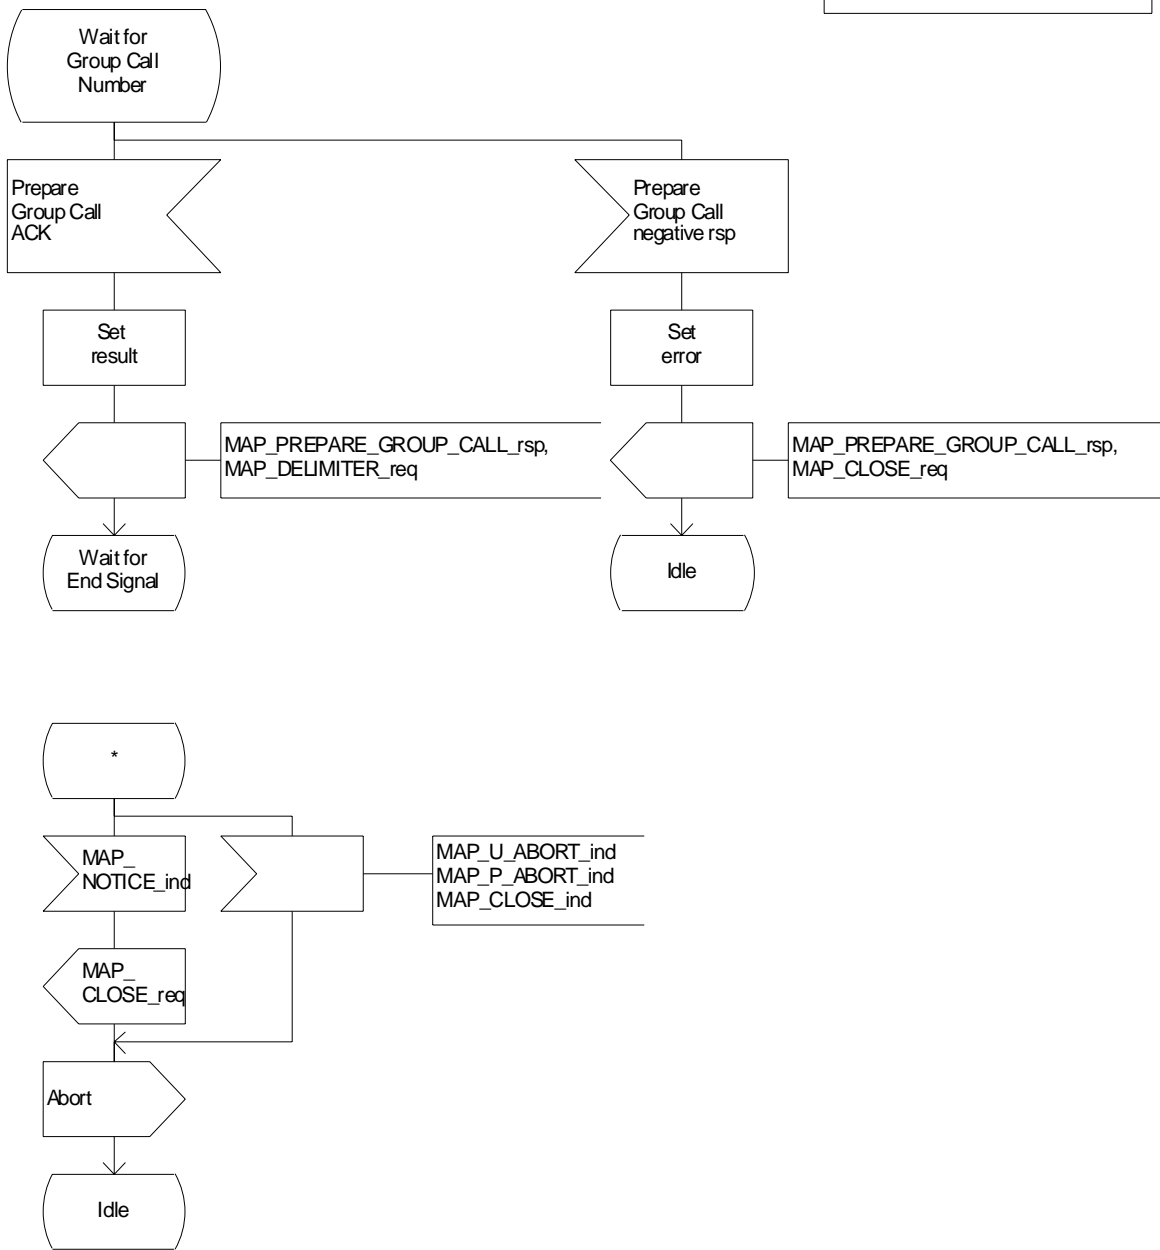 Wait for
Group Call
Number
Prepare
Group Call
ACK
Prepare
Group Call
negative rsp
Set
result
Set
error
MAP_PREPARE_GROUP_CALL_rsp,
MAP_DELIMITER_req
MAP_PREPARE_GROUP_CALL_rsp,
MAP_CLOSE_req
Wait for
End Signal
Idle
*
MAP_
NOTICE_ind
MAP_U_ABORT_ind
MAP_P_ABORT_ind
MAP_CLOSE_ind
MAP_
CLOSE_req
Abort
Idle